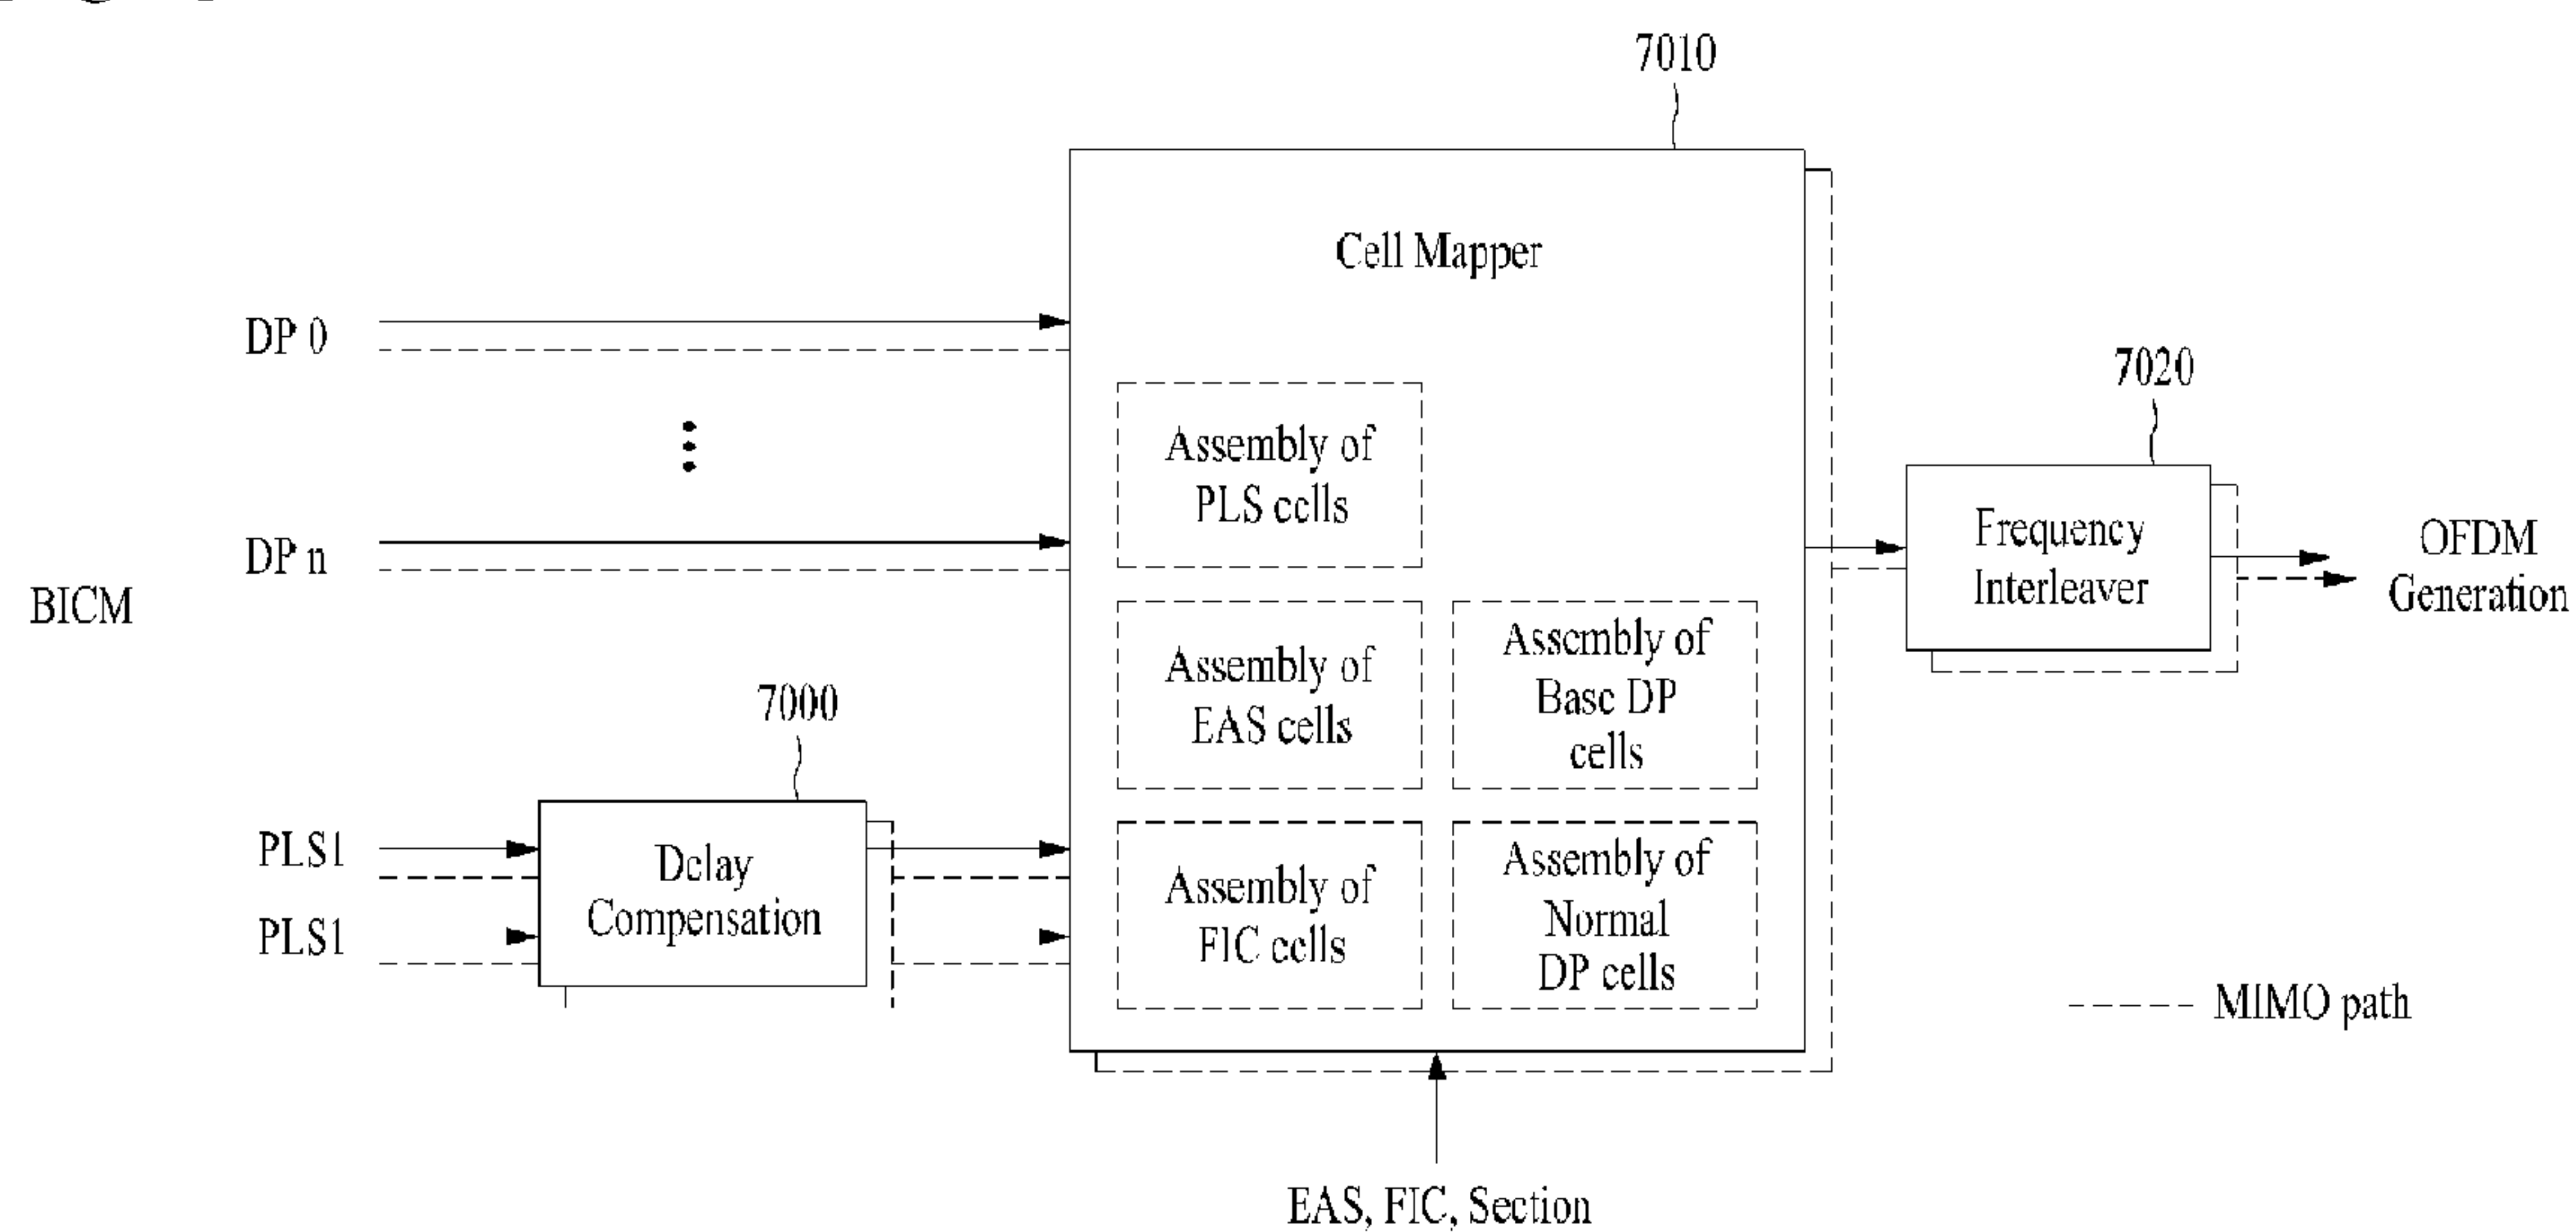 7010
Cell Mapper
DP 0
7020
Assembly of
PLS cells
Frequency
Interleaver
OFDM
Generation
DP n
BICM
Assembly of
EAS cells
Assembly of
Base DP
cells
7000
PLS1
Delay
Compensation
PLS1
Assembly of
FIC cells
Assembly of
Normal
DP cells
MIMO path
EAS, FIC, Section